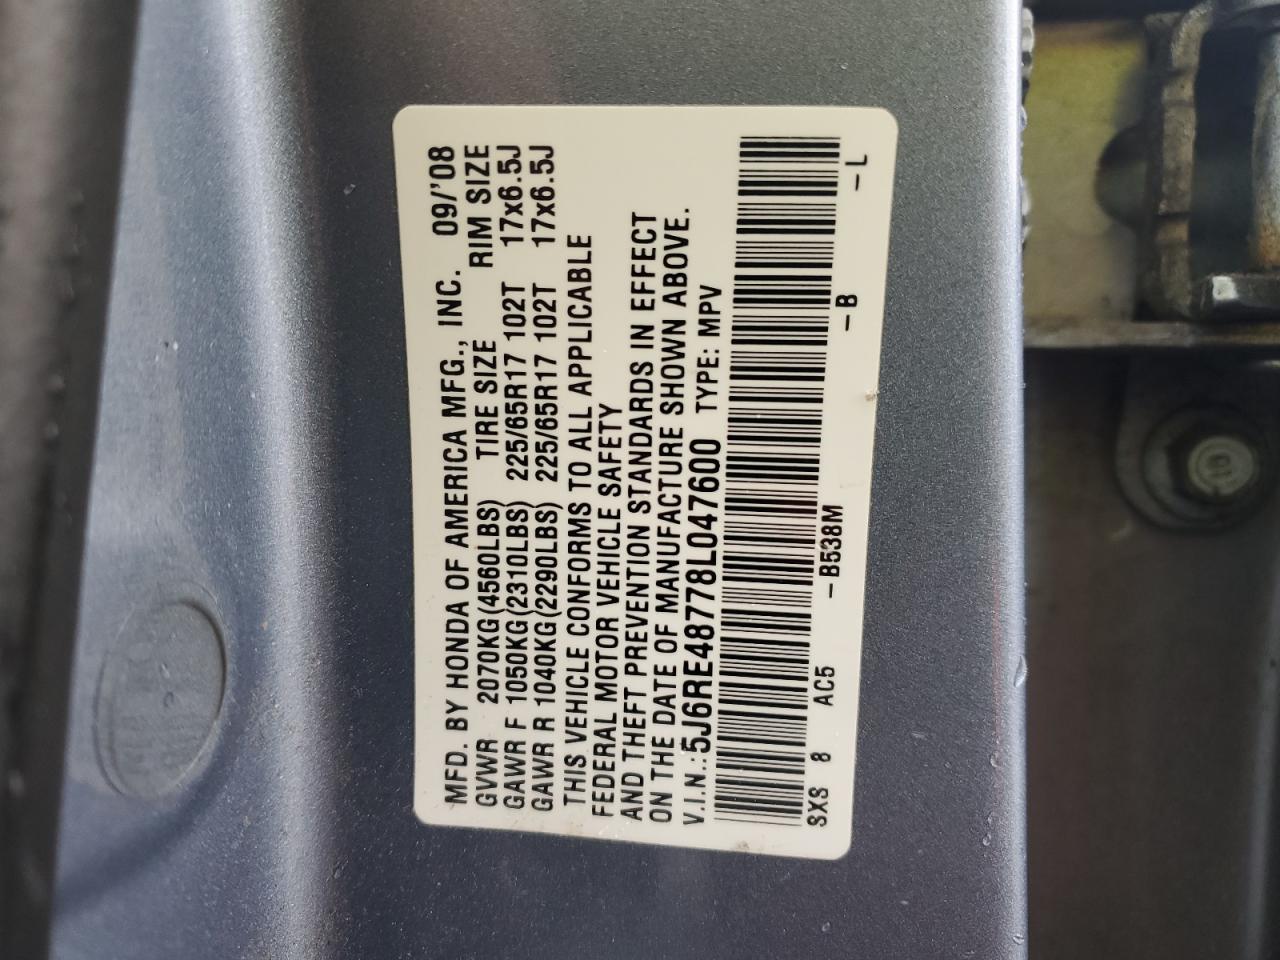 MFD. BY HONDA OF AMERICA MFG., INC. 09/'08
GVWR 2070KG(4560LBS) TIRE SIZE RIM SIZE
GAWR F 1050KG(2310LBS) 225/65R17 102T 17x6.5J
GAWR R 1040KG(2290LBS) 225/65R17 102T 17x6.5J
THIS VEHICLE CONFORMS TO ALL APPLICABLE
FEDERAL MOTOR VEHICLE SAFETY
AND THEFT PREVENTION STANDARDS IN EFFECT
ON THE DATE OF MANUFACTURE SHOWN ABOVE.
V.I.N.:5J6RE48778L047600 TYPE: MPV
SXS 8 AC5 -B538M -B -L